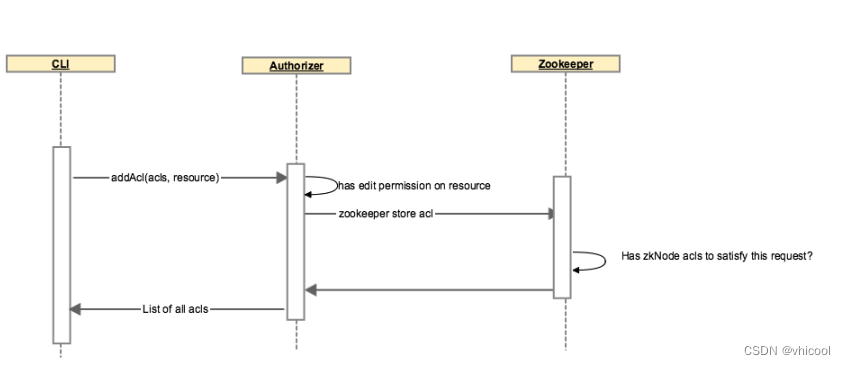 CLI
Authorizer
Zookeeper
addAcl(acls, resource)
has edit permission on resource
zookeeper store acl
Has zkNode acls to satisfy this request?
List of all acls
CSDN @vhicool